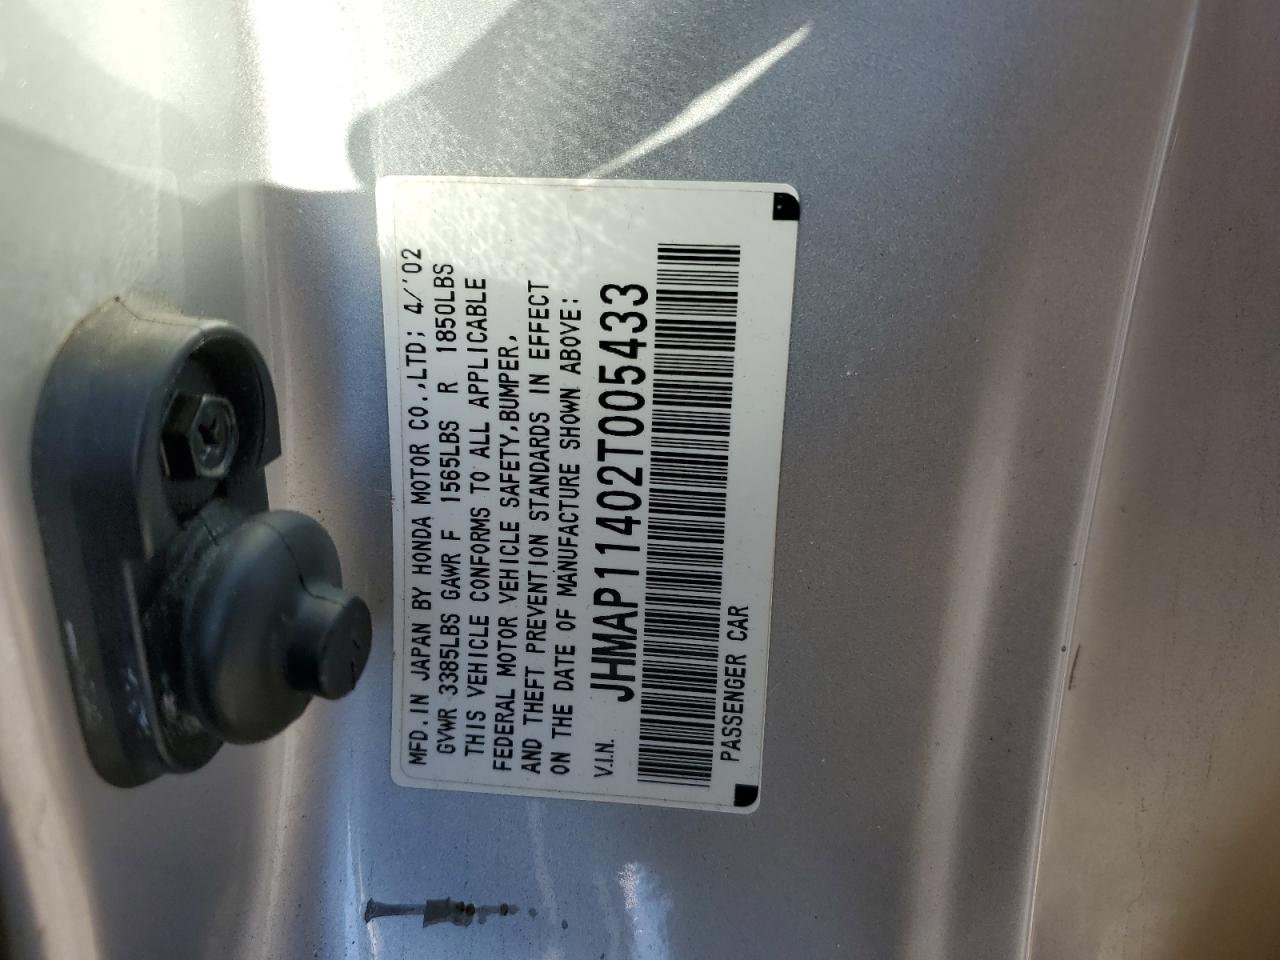 MFD. IN JAPAN BY HONDA MOTOR CO.,LTD; 4/'02
GVWR 3385LBS GAWR F 1565LBS R 1850LBS
THIS VEHICLE CONFORMS TO ALL APPLICABLE
FEDERAL MOTOR VEHICLE SAFETY,BUMPER,
AND THEFT PREVENTION STANDARDS IN EFFECT
ON THE DATE OF MANUFACTURE SHOWN ABOVE:
V.I.N. JHMAP11402T005433
PASSENGER CAR